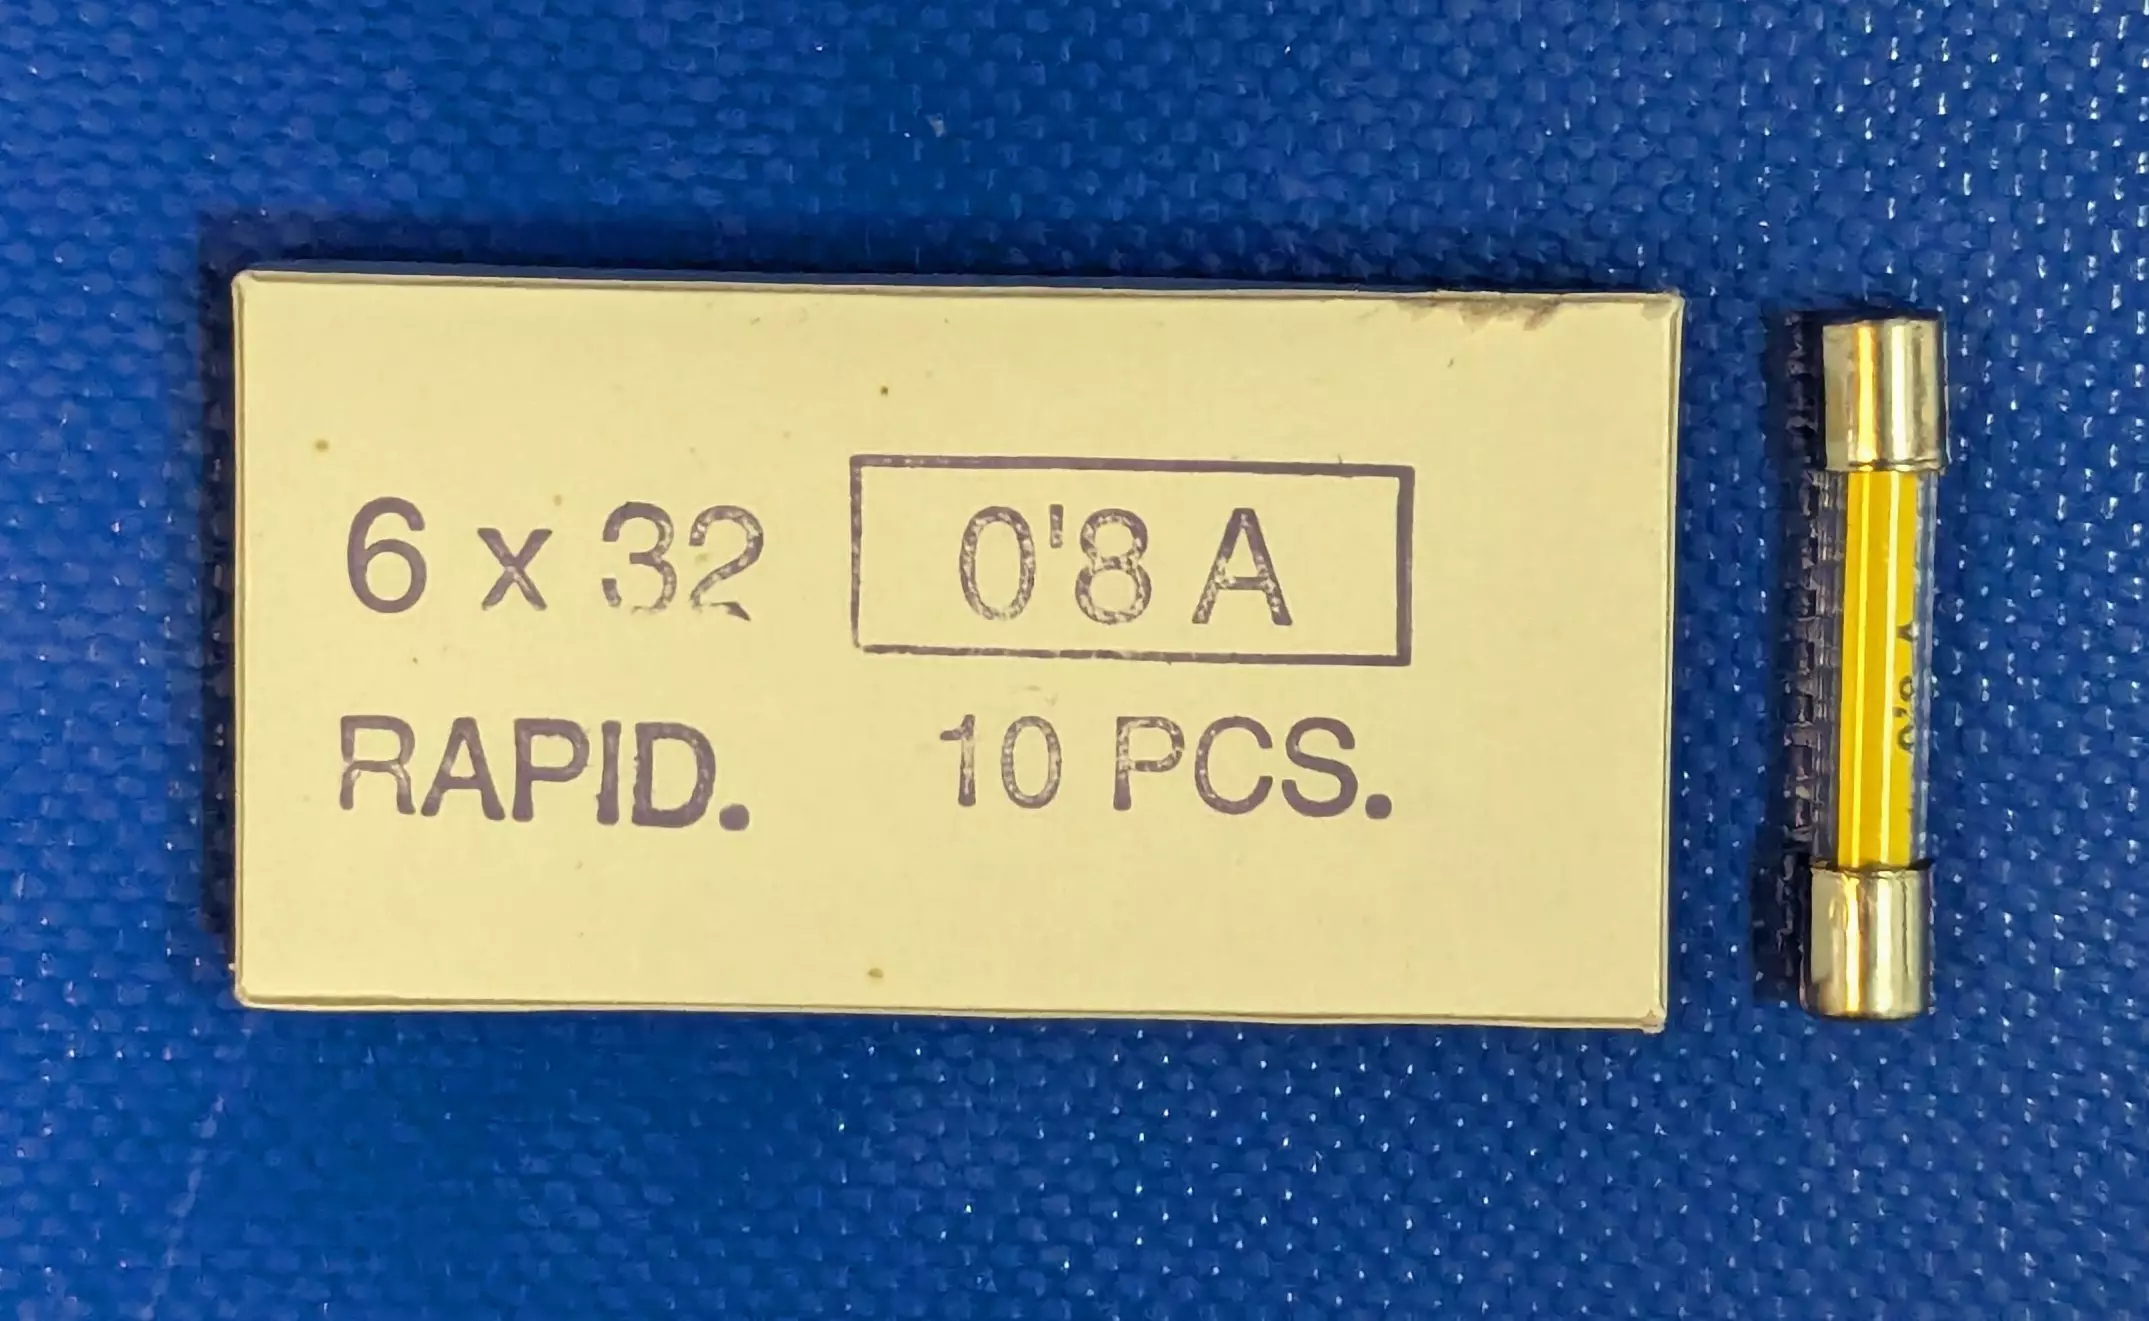 6 x 32 0'8 A
RAPID. 10 PCS.